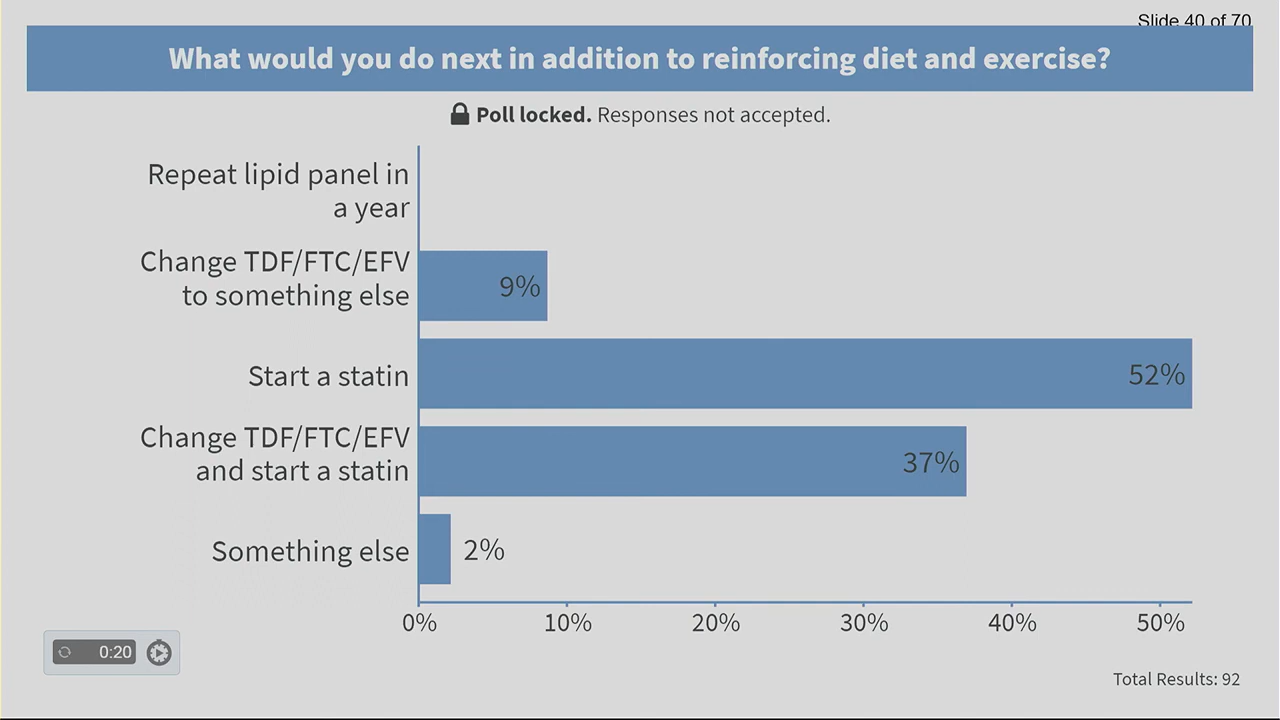 Slide 40 of 70
What would you do next in addition to reinforcing diet and exercise?
Poll locked. Responses not accepted.
Repeat lipid panel in
a year
Change TDF/FTC/EFV
to something else
9%
Start a statin
52%
Change TDF/FTC/EFV
and start a statin
37%
Something else
2%
0%
10%
20%
30%
40%
50%
0:20
Total Results: 92